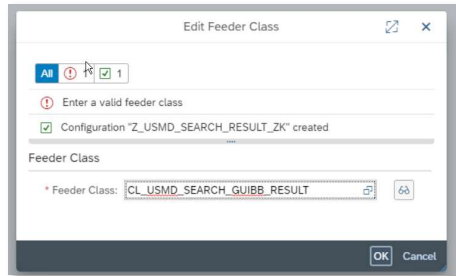 Edit Feeder Class
All 1 1
Enter a valid feeder class
Configuration "Z_USMD_SEARCH_RESULT_ZK" created
Feeder Class
* Feeder Class: CL_USMD_SEARCH_GUIBB_RESULT
OK Cancel